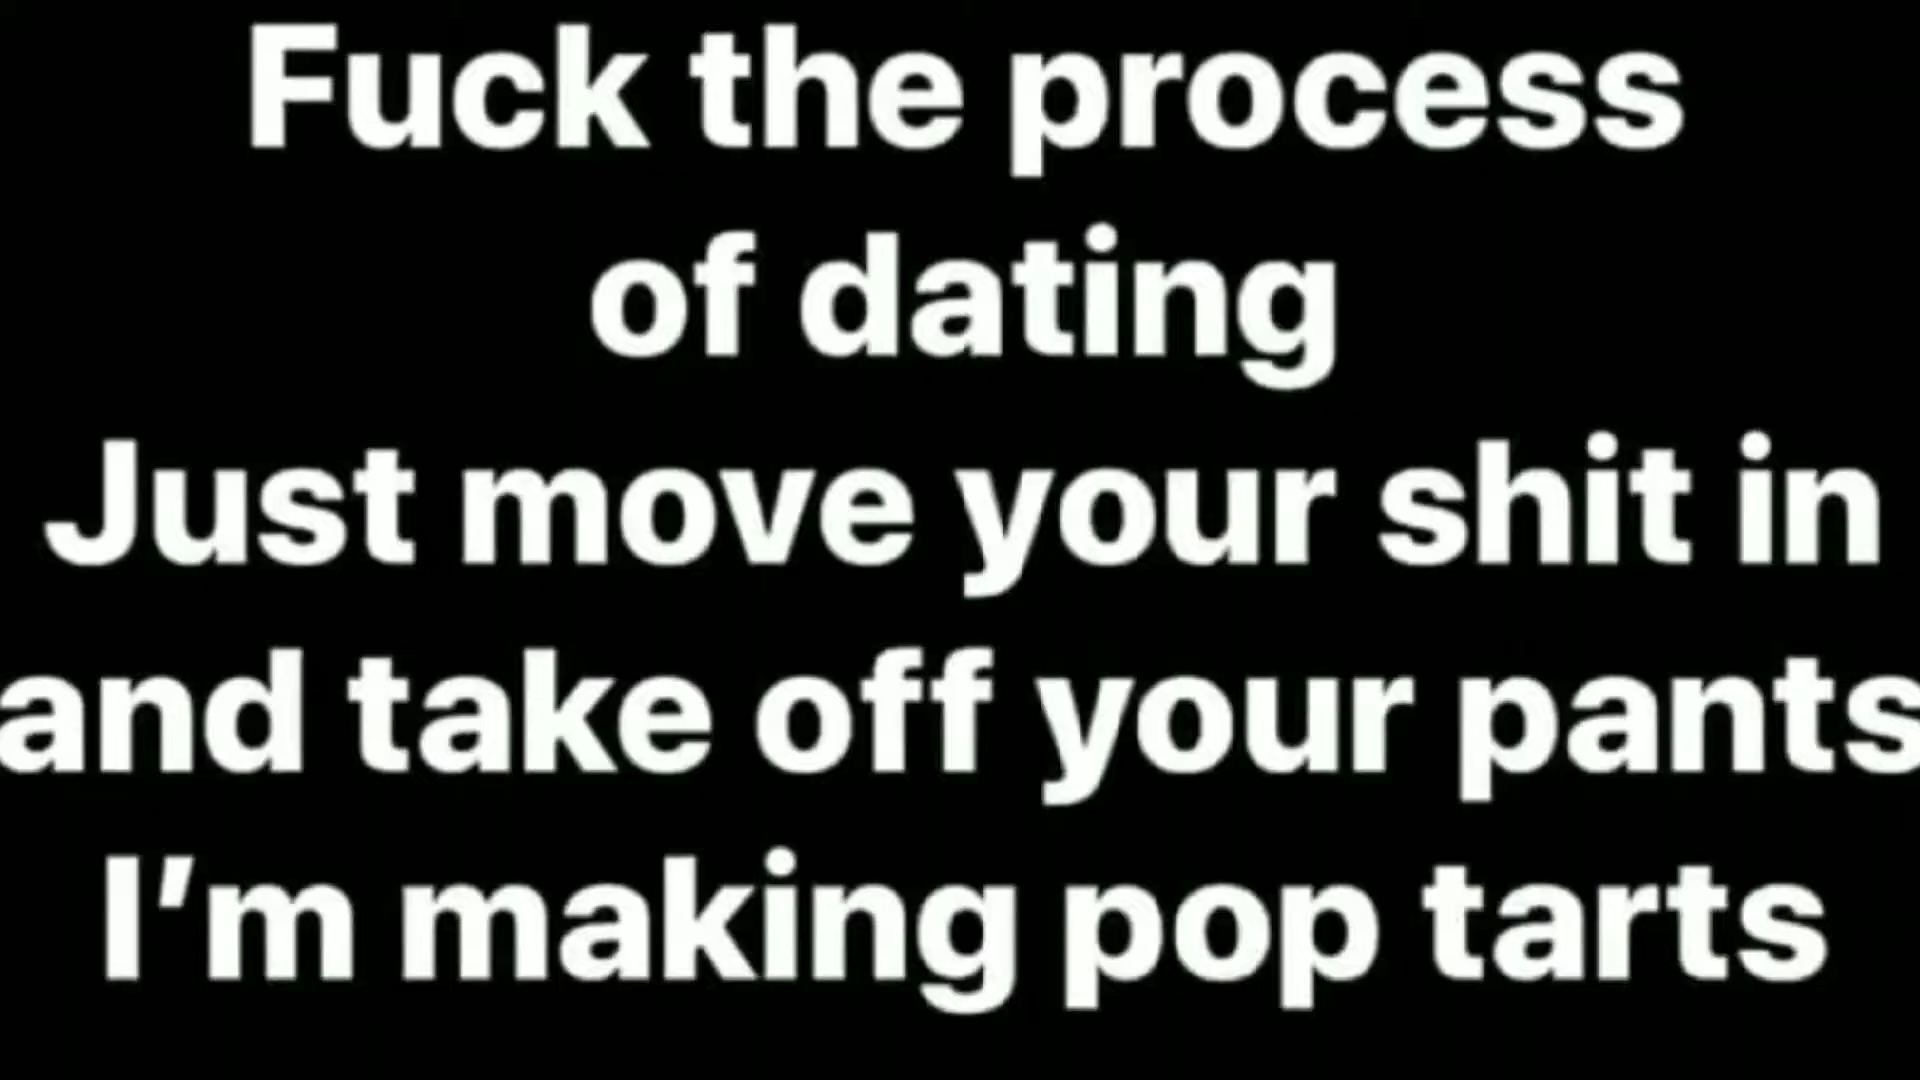 Fuck the process
of dating
Just move your shit in
and take off your pants
I’m making pop tarts